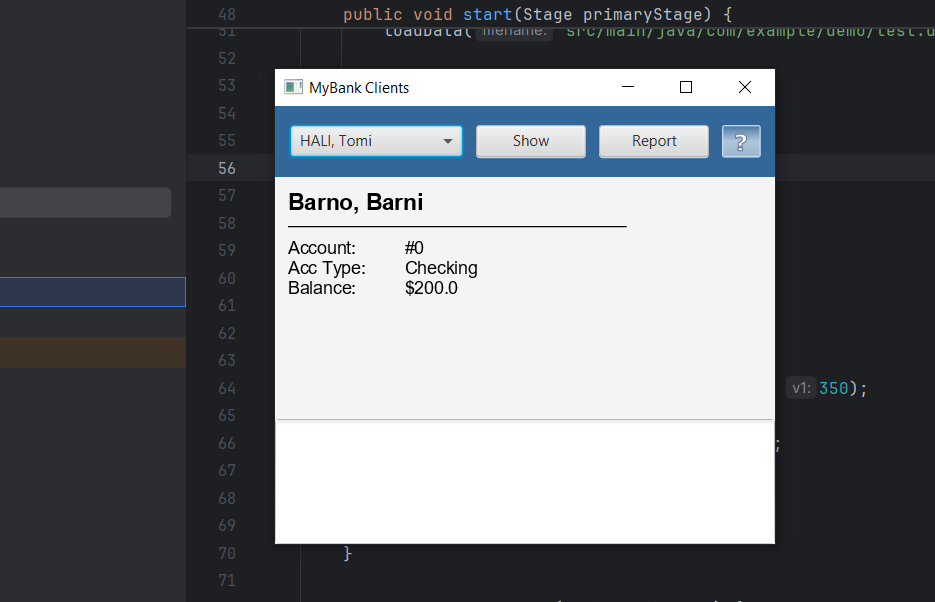 48 public void start(Stage primaryStage) {
51 loadData( filename: "src/main/java/com/example/demo/test.d
52
53
54
55
56
57
58
59
60
61
62
63
64 v1: 350);
65
66 ;
67
68
69
70 }
71
MyBank Clients
HALI, Tomi Show Report ?
Barno, Barni
Account: #0
Acc Type: Checking
Balance: $200.0